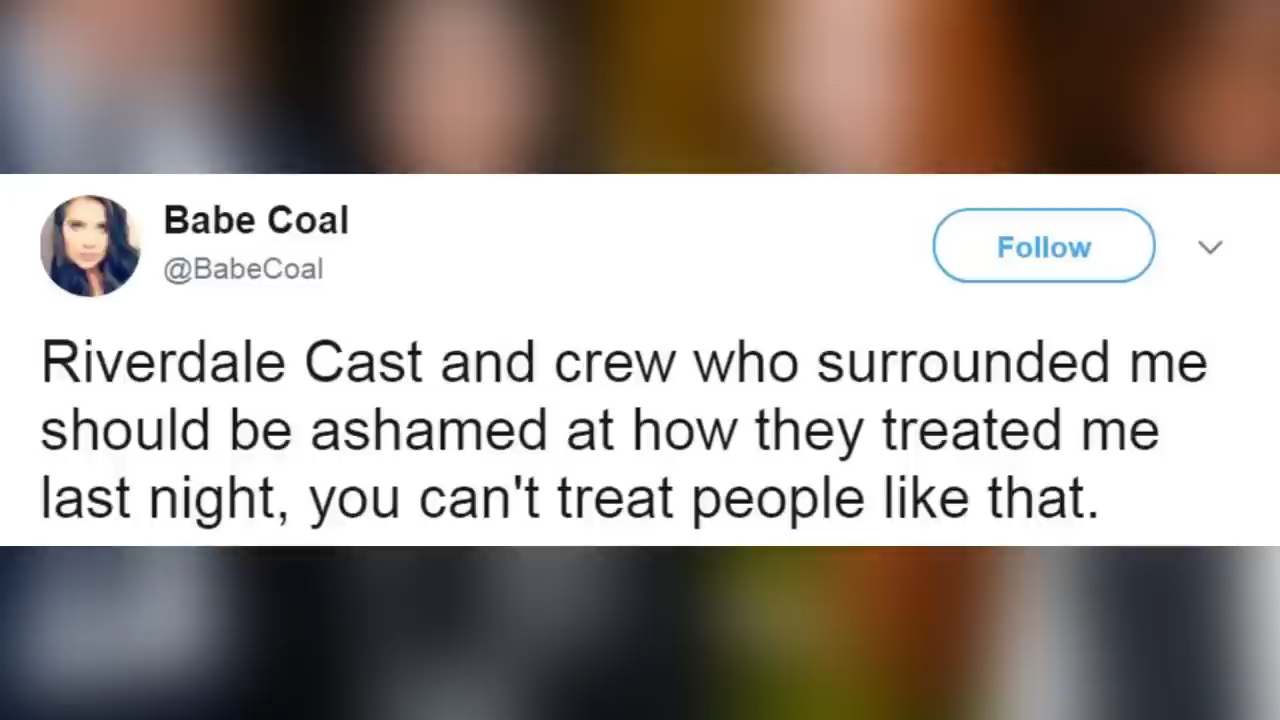 Babe Coal
@BabeCoal
Follow
Riverdale Cast and crew who surrounded me
should be ashamed at how they treated me
last night, you can't treat people like that.